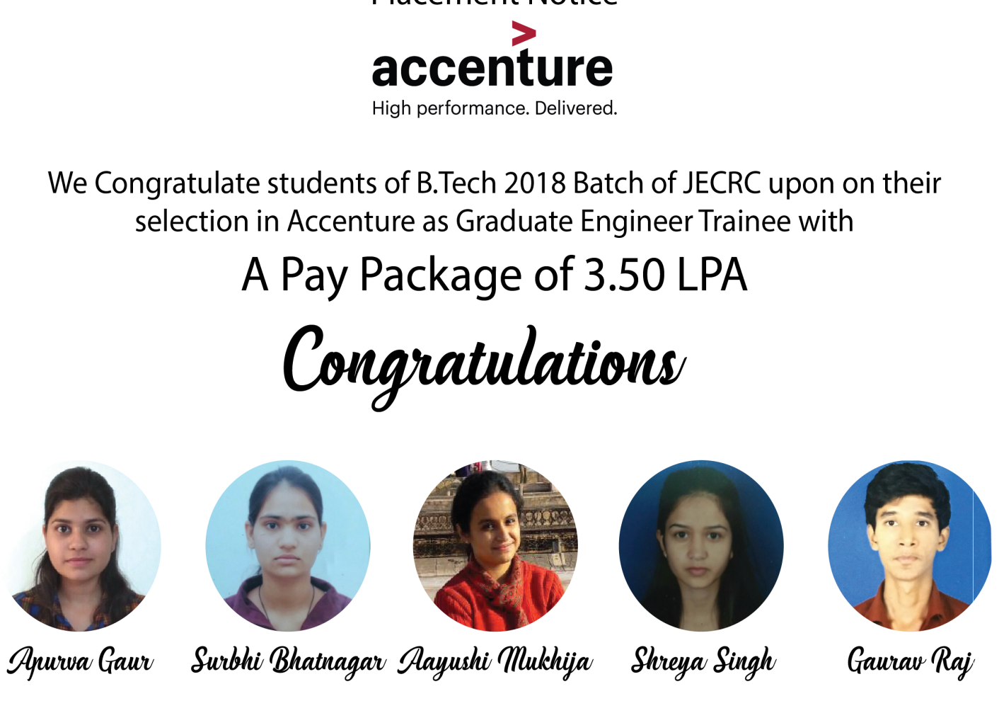 Placement Notice
>
accenture
High performance. Delivered.
We Congratulate students of B.Tech 2018 Batch of JECRC upon on their
selection in Accenture as Graduate Engineer Trainee with
A Pay Package of 3.50 LPA
Congratulations
Apurva Gaur Surbhi Bhatnagar Aayushi Mukhija Shreya Singh Gaurav Raj